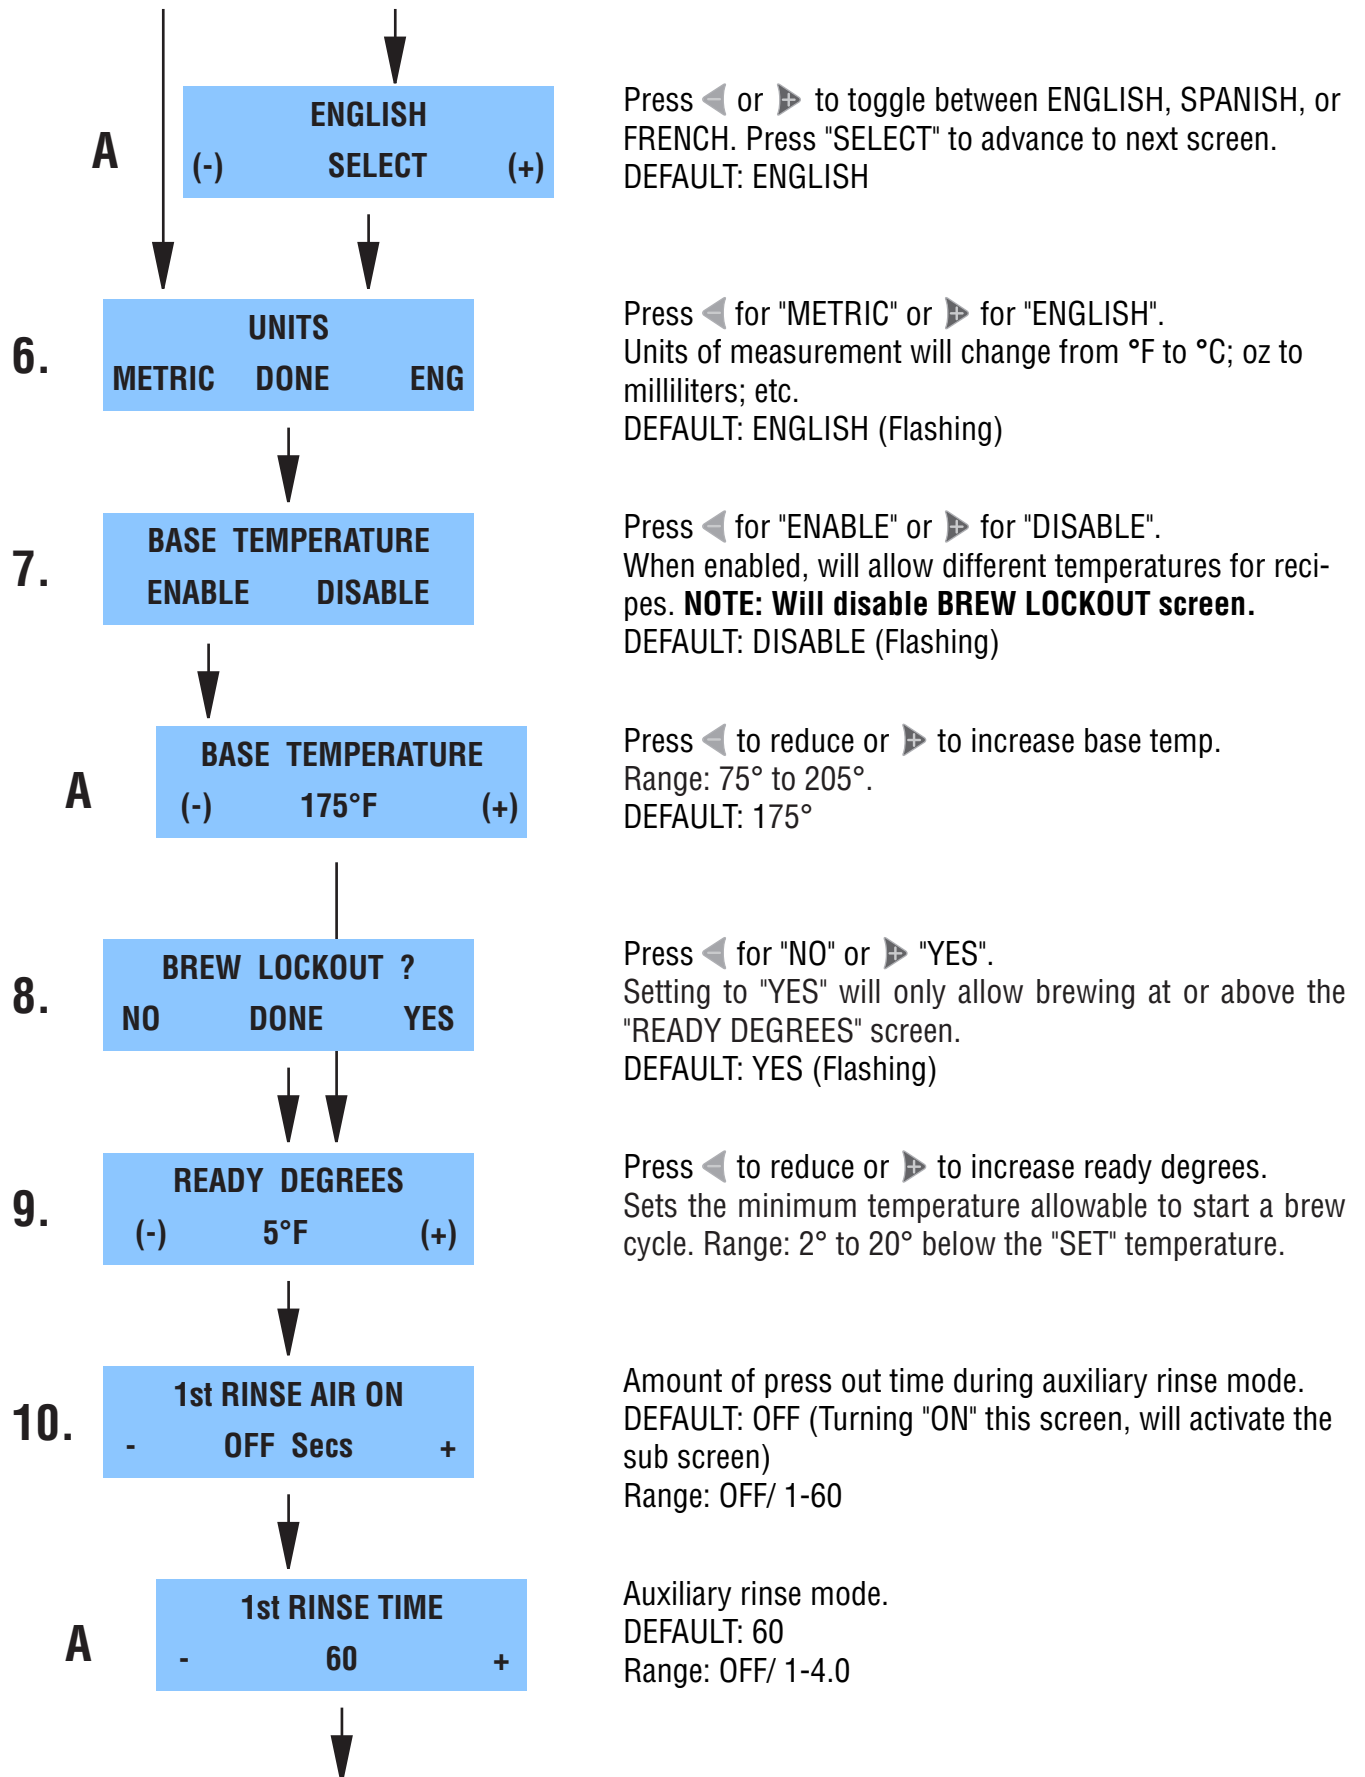 A
ENGLISH
(-) SELECT (+)
Press or to toggle between ENGLISH, SPANISH, or
FRENCH. Press "SELECT" to advance to next screen.
DEFAULT: ENGLISH
6.
UNITS
METRIC DONE ENG
Press for "METRIC" or for "ENGLISH".
Units of measurement will change from °F to °C; oz to
milliliters; etc.
DEFAULT: ENGLISH (Flashing)
7.
BASE TEMPERATURE
ENABLE DISABLE
Press for "ENABLE" or for "DISABLE".
When enabled, will allow different temperatures for reci-
pes. NOTE: Will disable BREW LOCKOUT screen.
DEFAULT: DISABLE (Flashing)
A
BASE TEMPERATURE
(-) 175°F (+)
Press to reduce or to increase base temp.
Range: 75° to 205°.
DEFAULT: 175°
8.
BREW LOCKOUT ?
NO DONE YES
Press for "NO" or "YES".
Setting to "YES" will only allow brewing at or above the
"READY DEGREES" screen.
DEFAULT: YES (Flashing)
9.
READY DEGREES
(-) 5°F (+)
Press to reduce or to increase ready degrees.
Sets the minimum temperature allowable to start a brew
cycle. Range: 2° to 20° below the "SET" temperature.
10.
1st RINSE AIR ON
- OFF Secs +
Amount of press out time during auxiliary rinse mode.
DEFAULT: OFF (Turning "ON" this screen, will activate the
sub screen)
Range: OFF/ 1-60
A
1st RINSE TIME
- 60 +
Auxiliary rinse mode.
DEFAULT: 60
Range: OFF/ 1-4.0